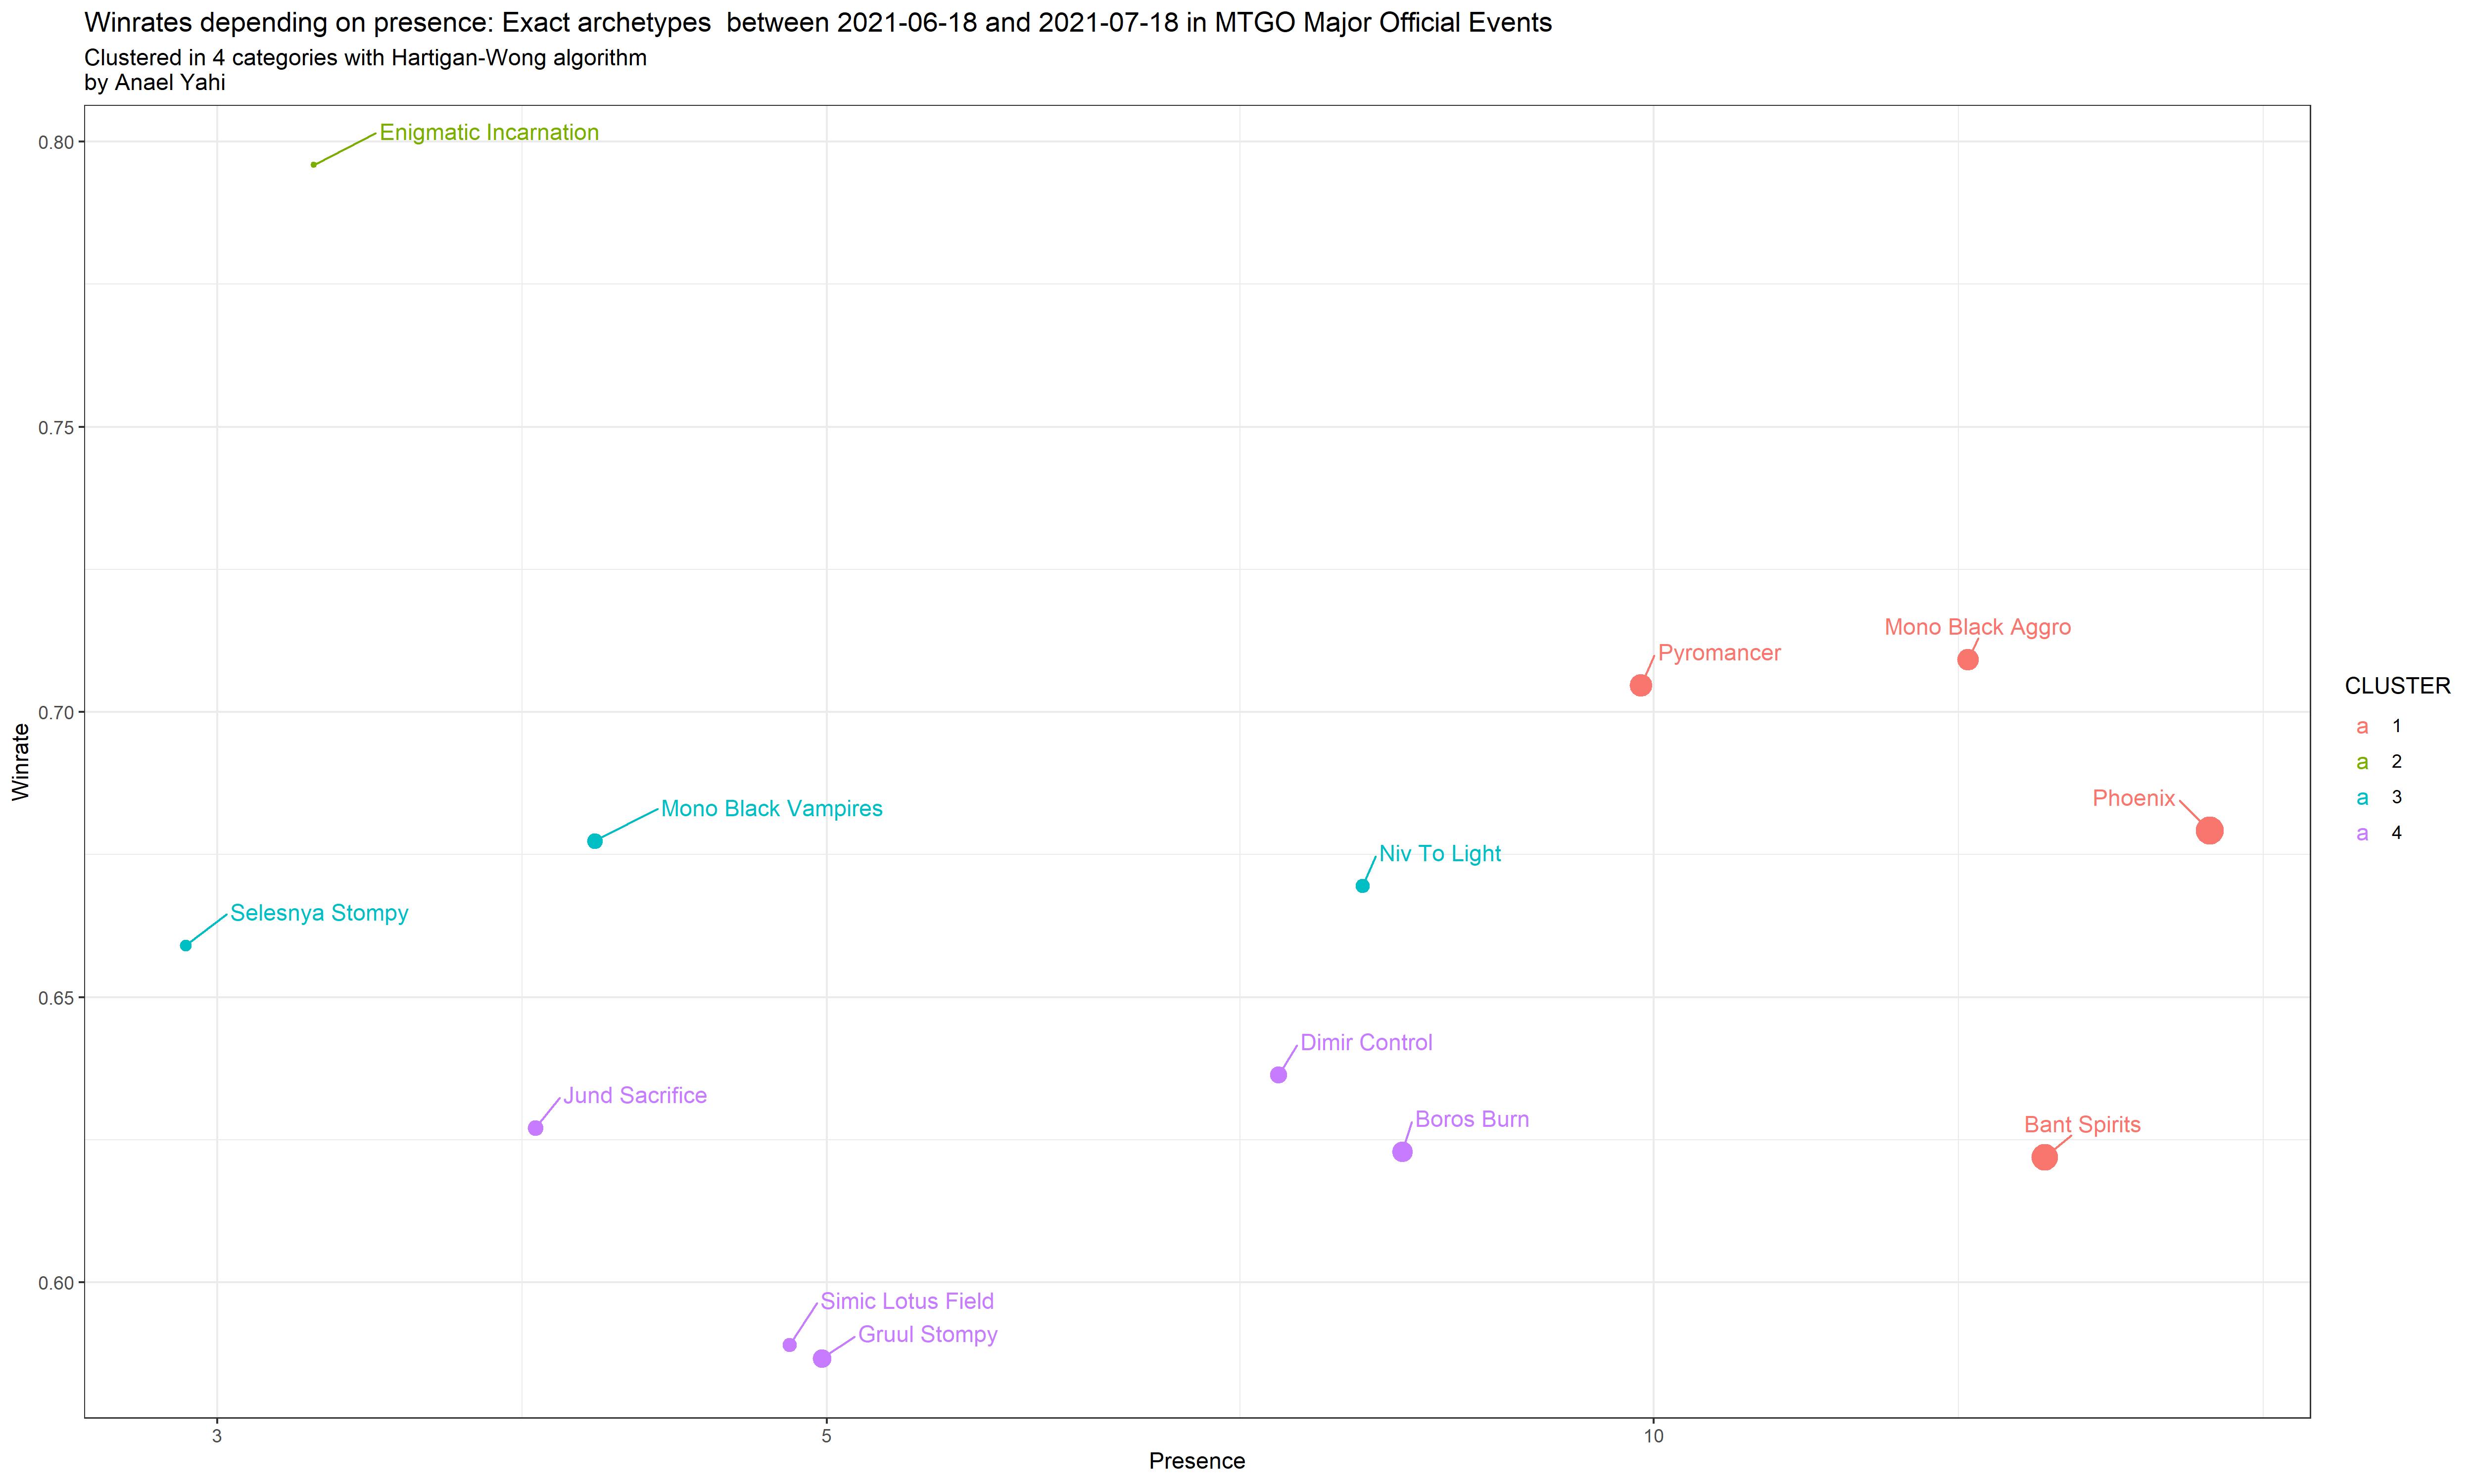 Winrates depending on presence: Exact archetypes  between 2021-06-18 and 2021-07-18 in MTGO Major Official Events
Clustered in 4 categories with Hartigan-Wong algorithm
by Anael Yahi
0.80
0.75
0.70
0.65
0.60
Winrate
Enigmatic Incarnation
Mono Black Aggro
Pyromancer
Phoenix
Mono Black Vampires
Niv To Light
Selesnya Stompy
Dimir Control
Jund Sacrifice
Boros Burn
Bant Spirits
Simic Lotus Field
Gruul Stompy
3
5
10
Presence
CLUSTER
a 1
a 2
a 3
a 4